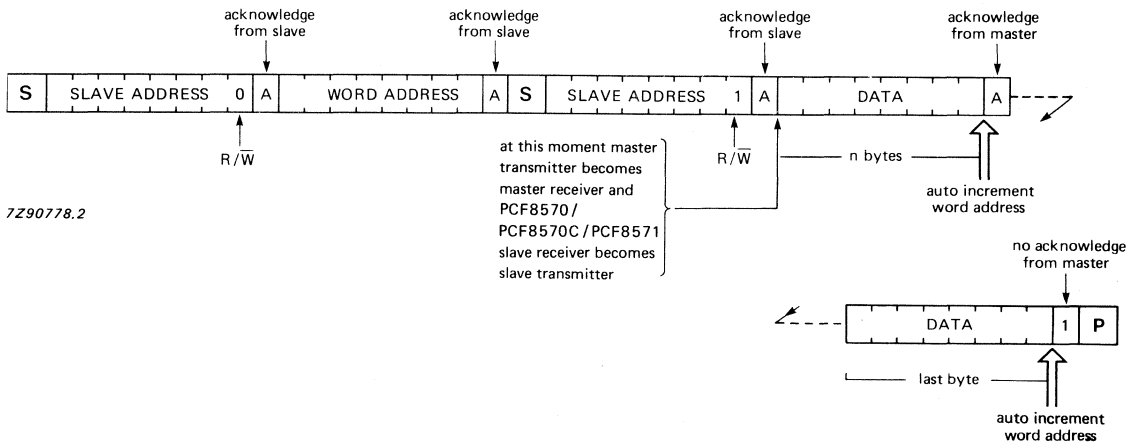 acknowledge
from slave
acknowledge
from slave
acknowledge
from slave
acknowledge
from master
S SLAVE ADDRESS 0 A WORD ADDRESS A S SLAVE ADDRESS 1 A DATA A
R/W̅
R/W̅
at this moment master
transmitter becomes
master receiver and
PCF8570/
PCF8570C/PCF8571
slave receiver becomes
slave transmitter
n bytes
auto increment
word address
7Z90778.2
no acknowledge
from master
DATA 1 P
last byte
auto increment
word address